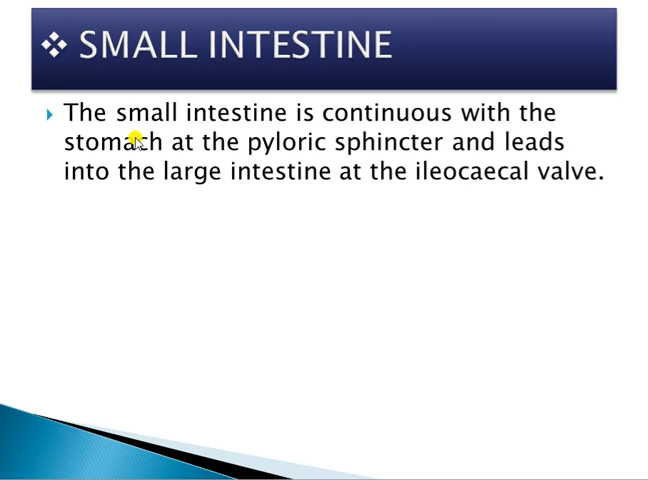 ❖ SMALL INTESTINE
The small intestine is continuous with the
stomach at the pyloric sphincter and leads
into the large intestine at the ileocaecal valve.